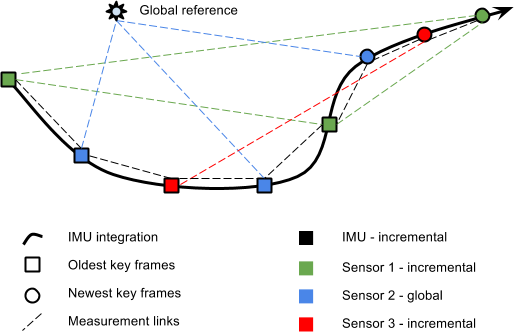 Global reference
IMU integration
IMU - incremental
Oldest key frames
Sensor 1 - incremental
Newest key frames
Sensor 2 - global
Measurement links
Sensor 3 - incremental